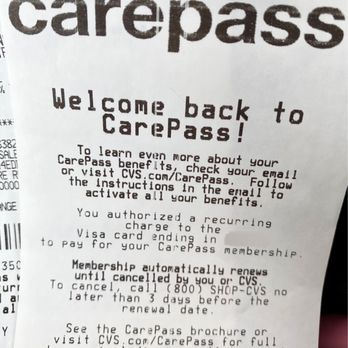 carepass
Welcome back to
CarePass!
To learn even more about your
CarePass benefits, check your email
or visit CVS.com/CarePass. Follow
the instructions in the email to
activate all your benefits.
You authorized a recurring
charge to the
Visa card ending in
to pay for your CarePass membership.
Membership automatically renews
until cancelled by you or CVS.
To cancel, call (800) SHOP-CVS no
later than 3 days before the
renewal date.
See the CarePass brochure or
visit CVS.com/CarePass for full